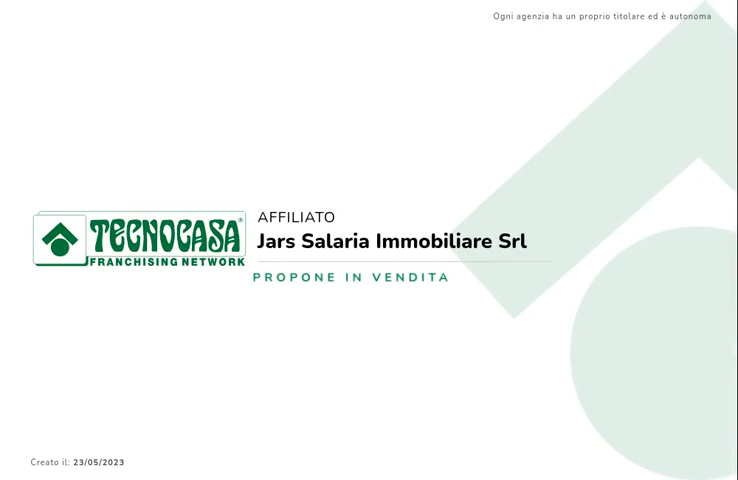 Ogni agenzia ha un proprio titolare ed è autonoma
TECNOCASA®
FRANCHISING NETWORK
AFFILIATO
Jars Salaria Immobiliare Srl
PROPONE IN VENDITA
Creato il: 23/05/2023